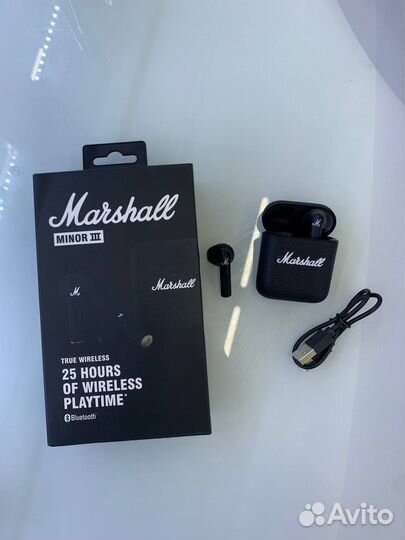 Marshall
MINOR III
M
Marshall
TRUE WIRELESS
25 HOURS
OF WIRELESS
PLAYTIME*
Bluetooth®
M
M
Marshall
Avito